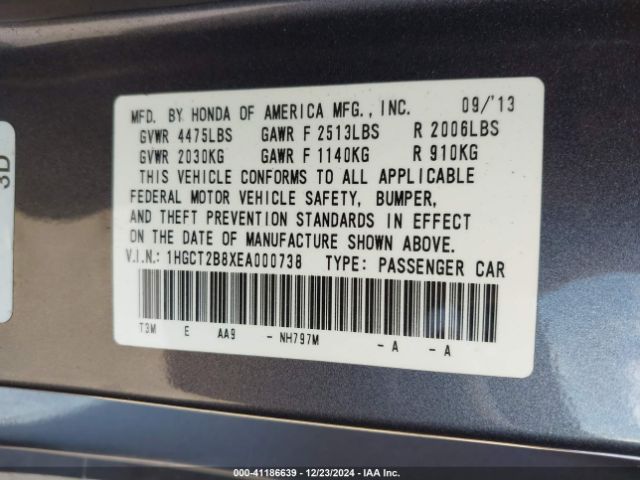 3D
MFD. BY HONDA OF AMERICA MFG., INC. 09/'13
GVWR 4475LBS GAWR F 2513LBS R 2006LBS
GVWR 2030KG GAWR F 1140KG R 910KG
THIS VEHICLE CONFORMS TO ALL APPLICABLE
FEDERAL MOTOR VEHICLE SAFETY, BUMPER,
AND THEFT PREVENTION STANDARDS IN EFFECT
ON THE DATE OF MANUFACTURE SHOWN ABOVE.
V.I.N.: 1HGCT2B8XEA000738 TYPE: PASSENGER CAR
T3M E AA9 - NH797M - A - A
000-41186639 - 12/23/2024 - IAA Inc.